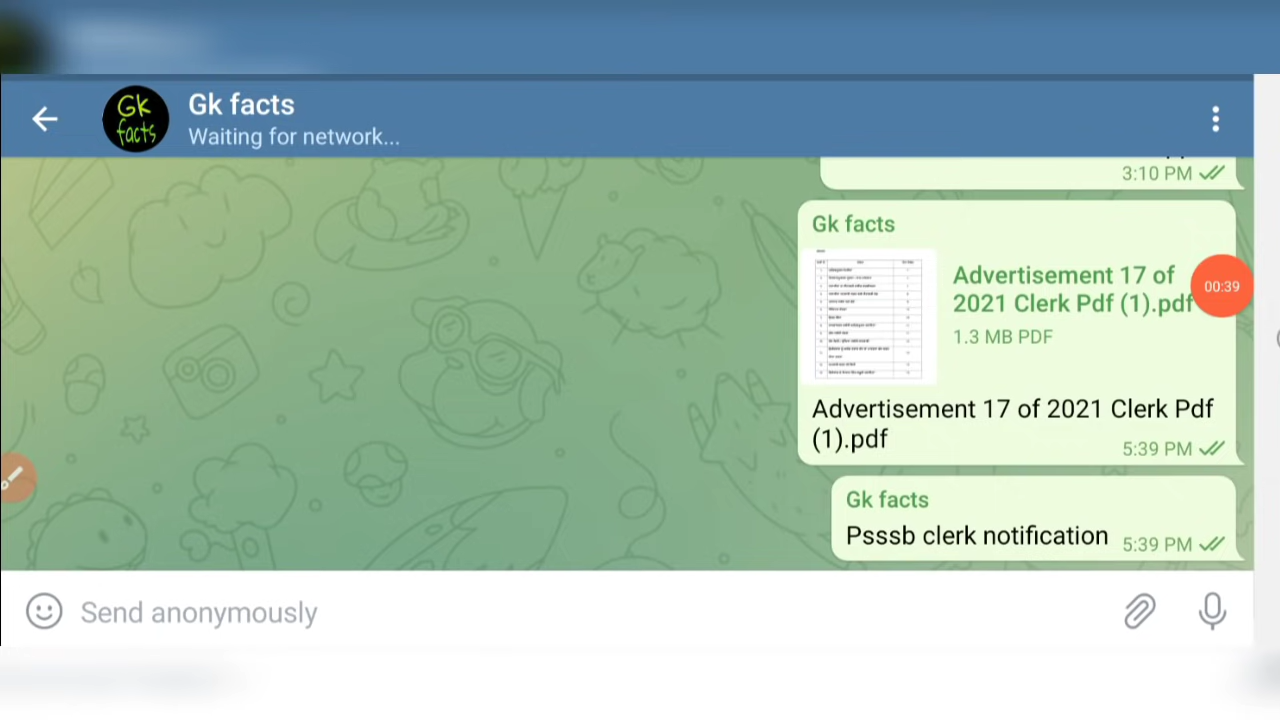 Gk
facts
Gk facts
Waiting for network...
3:10 PM
Gk facts
Advertisement 17 of
2021 Clerk Pdf (1).pdf
00:39
1.3 MB PDF
Advertisement 17 of 2021 Clerk Pdf
(1).pdf
5:39 PM
Gk facts
Psssb clerk notification
5:39 PM
Send anonymously